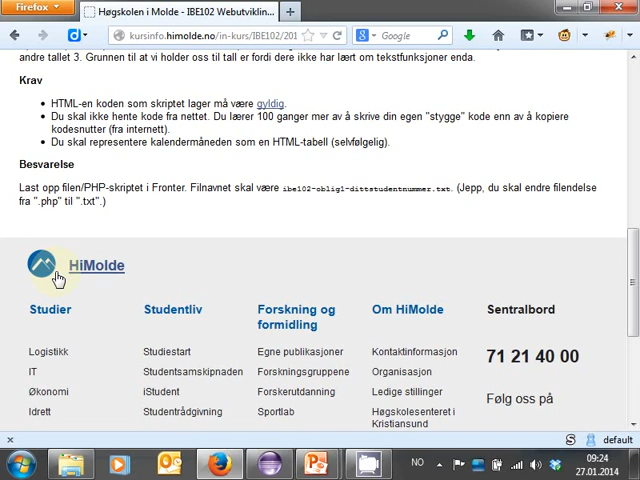 Firefox
Høgskolen i Molde - IBE102 Webutviklin...
kursinfo.himolde.no/in-kurs/IBE102/201
Google
andre tallet 3. Grunnen til at vi holder oss til tall er fordi dere ikke har lært om tekstfunksjoner enda.
Krav
HTML-en koden som skriptet lager må være gyldig.
Du skal ikke hente kode fra nettet. Du lærer 100 ganger mer av å skrive din egen "stygge" kode enn av å kopiere
kodesnutter (fra internett).
Du skal representere kalendermåneden som en HTML-tabell (selvfølgelig).
Besvarelse
Last opp filen/PHP-skriptet i Fronter. Filnavnet skal være ibe102-oblig1-dittstudentnummer.txt. (Jepp, du skal endre filendelse
fra ".php" til ".txt".)
HiMolde
Studier
Studentliv
Forskning og
formidling
Om HiMolde
Sentralbord
Logistikk
Studiestart
Egne publikasjoner
Kontaktinformasjon
71 21 40 00
IT
Studentsamskipnaden
Forskningsgruppene
Organisasjon
Økonomi
iStudent
Forskerutdanning
Ledige stillinger
Følg oss på
Idrett
Studentrådgivning
Sportlab
Høgskolesenteret i
Kristiansund
default
NO
09:24
27.01.2014